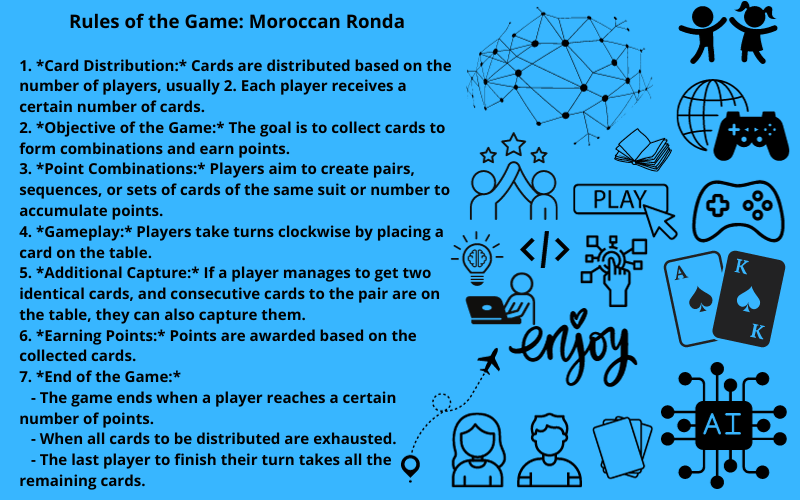 Rules of the Game: Moroccan Ronda
1. *Card Distribution:* Cards are distributed based on the
number of players, usually 2. Each player receives a
certain number of cards.
2. *Objective of the Game:* The goal is to collect cards to
form combinations and earn points.
3. *Point Combinations:* Players aim to create pairs,
sequences, or sets of cards of the same suit or number to
accumulate points.
4. *Gameplay:* Players take turns clockwise by placing a
card on the table.
5. *Additional Capture:* If a player manages to get two
identical cards, and consecutive cards to the pair are on
the table, they can also capture them.
6. *Earning Points:* Points are awarded based on the
collected cards.
7. *End of the Game:*
- The game ends when a player reaches a certain
number of points.
- When all cards to be distributed are exhausted.
- The last player to finish their turn takes all the
remaining cards.
PLAY
</>
A
K
K
enjoy
AI